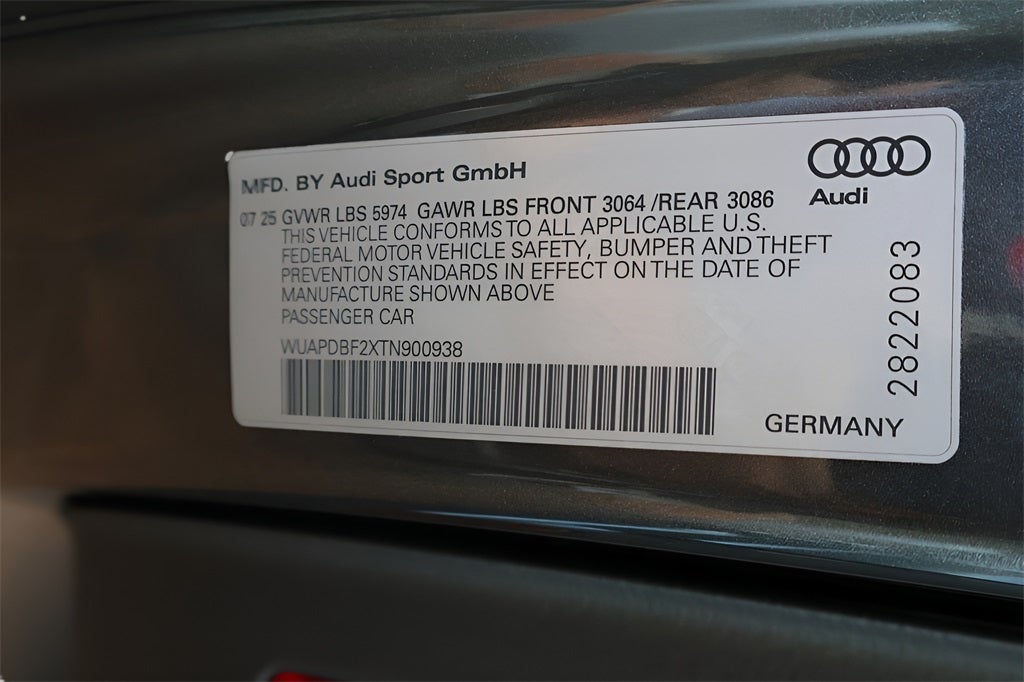 MFD. BY Audi Sport GmbH
Audi
07 25 GVWR LBS 5974 GAWR LBS FRONT 3064 /REAR 3086
THIS VEHICLE CONFORMS TO ALL APPLICABLE U.S.
FEDERAL MOTOR VEHICLE SAFETY, BUMPER AND THEFT
PREVENTION STANDARDS IN EFFECT ON THE DATE OF
MANUFACTURE SHOWN ABOVE
PASSENGER CAR
WUAPDBF2XTN900938
2822083
GERMANY